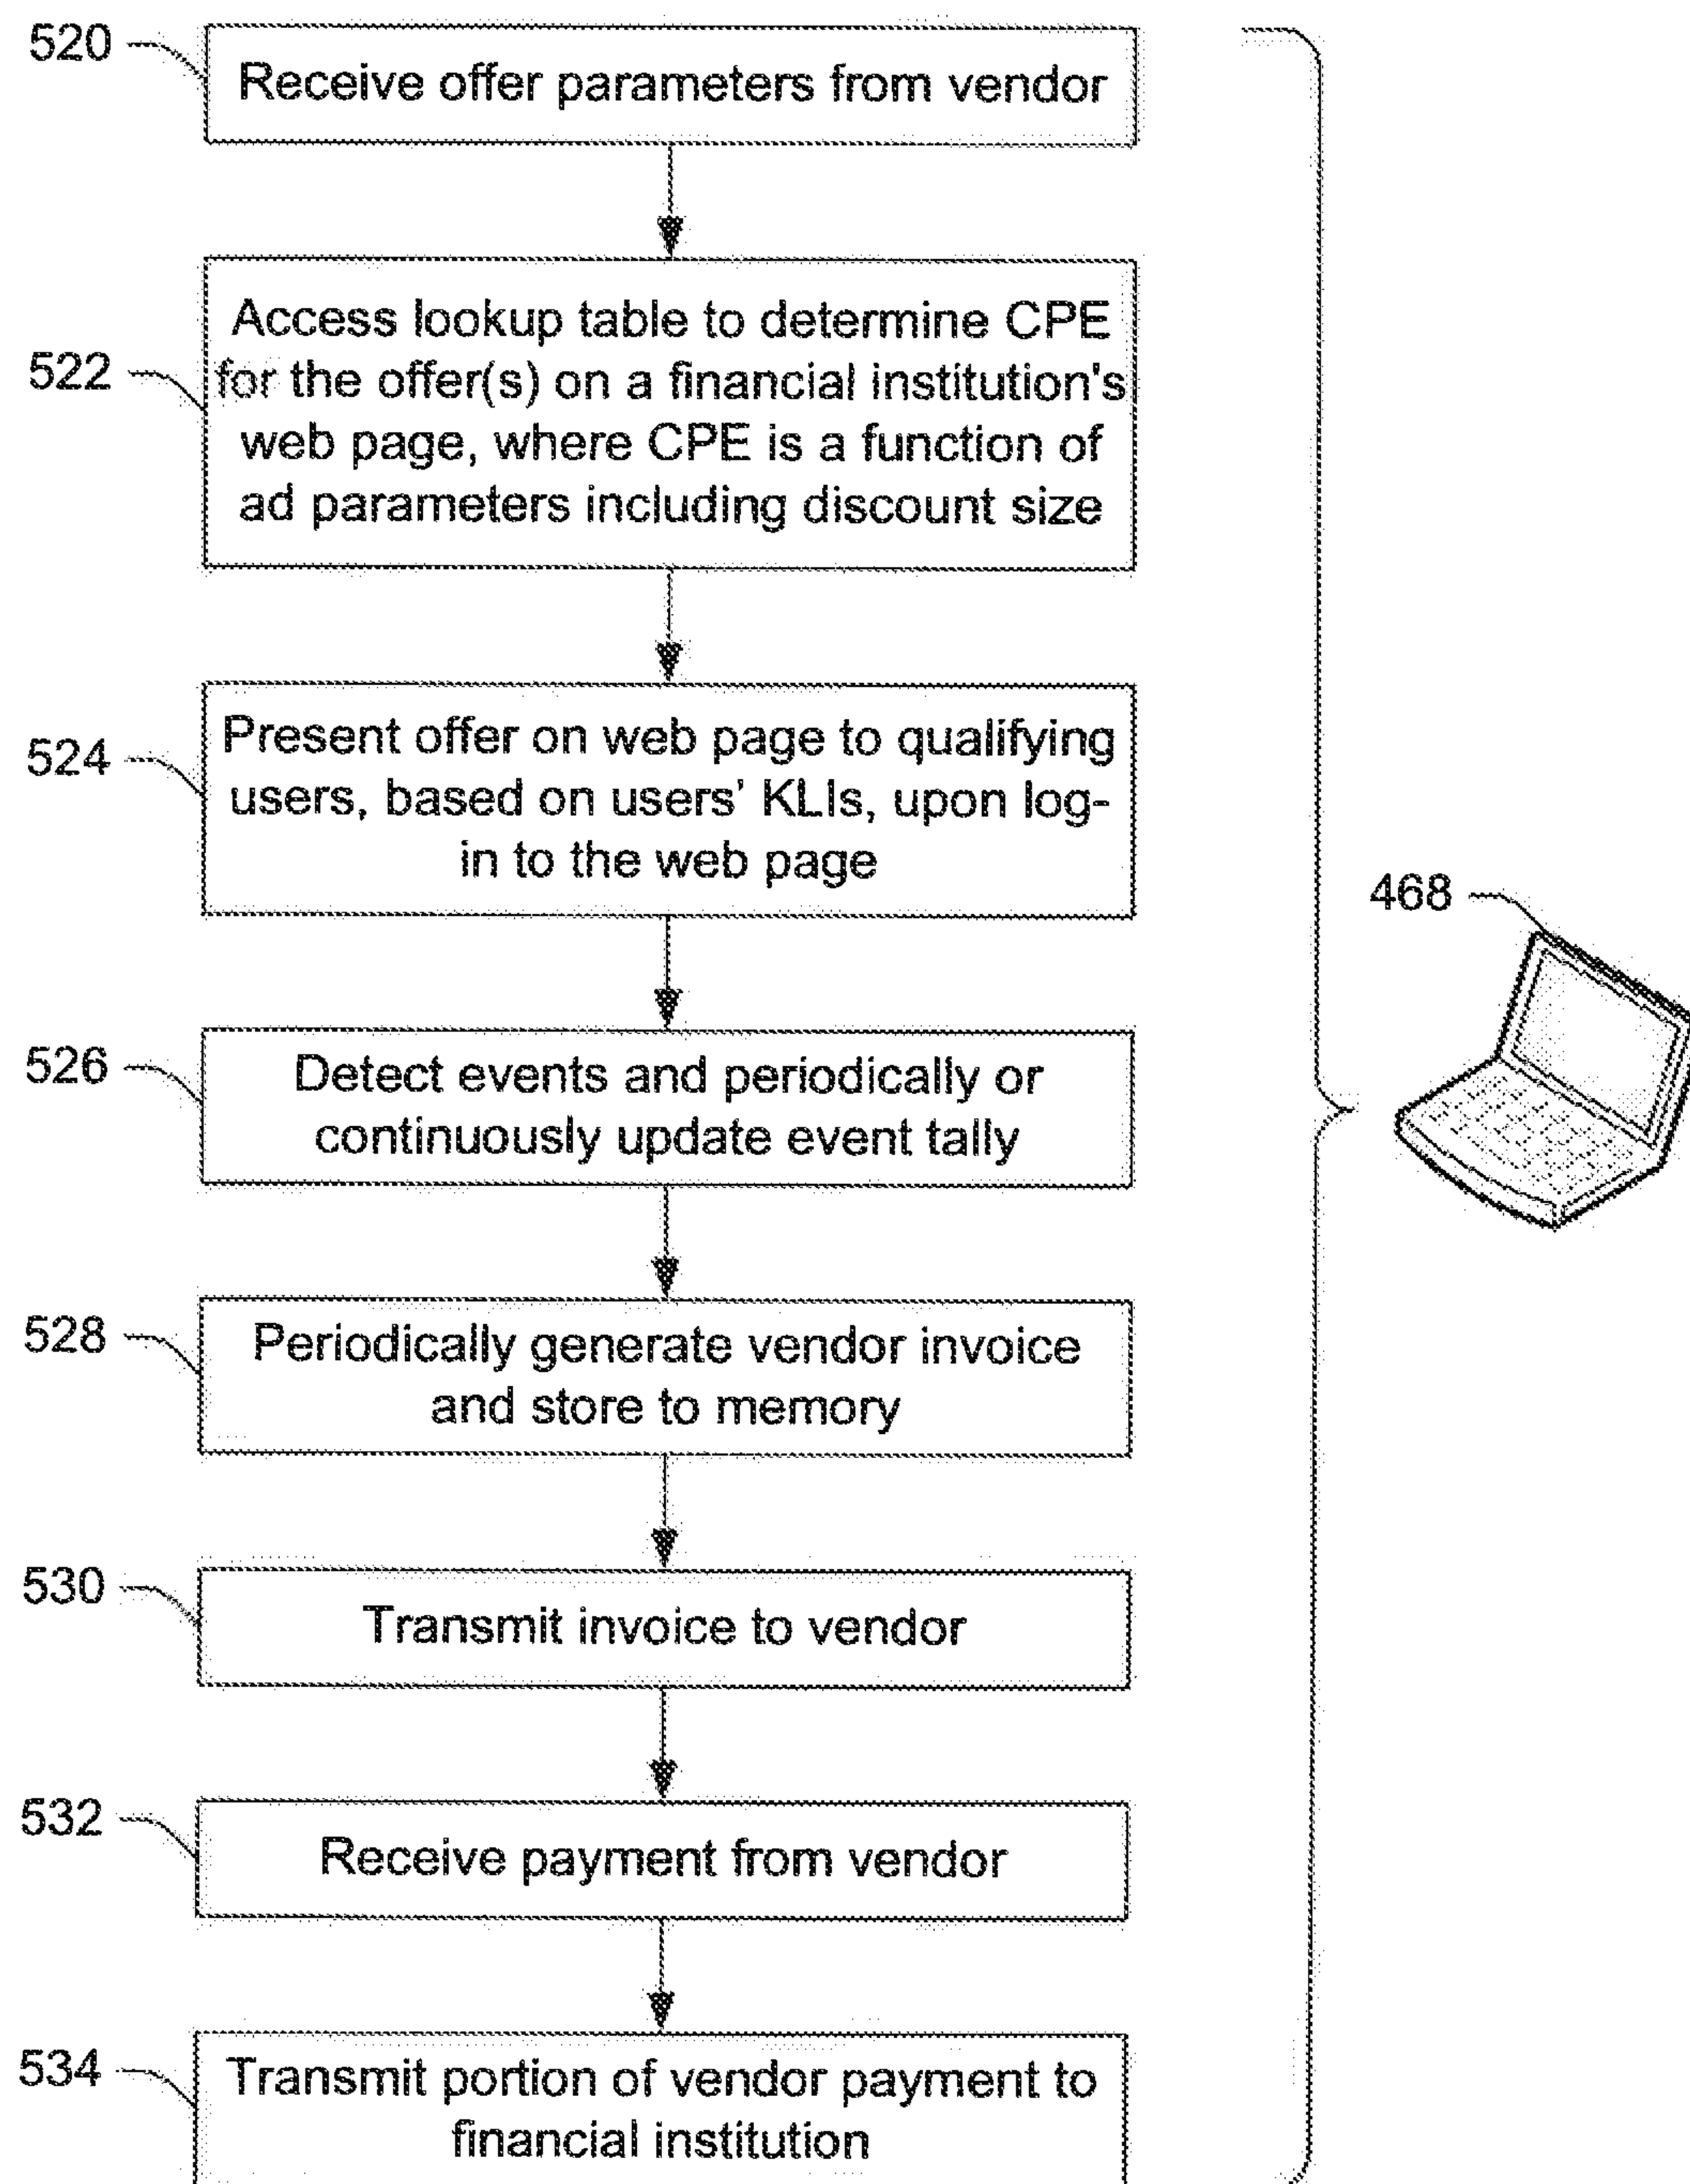 520
Receive offer parameters from vendor
522
Access lookup table to determine CPE
for the offer(s) on a financial institution's
web page, where CPE is a function of
ad parameters including discount size
524
Present offer on web page to qualifying
users, based on users' KLIs, upon log-
in to the web page
468
526
Detect events and periodically or
continuously update event tally
528
Periodically generate vendor invoice
and store to memory
530
Transmit invoice to vendor
532
Receive payment from vendor
534
Transmit portion of vendor payment to
financial institution